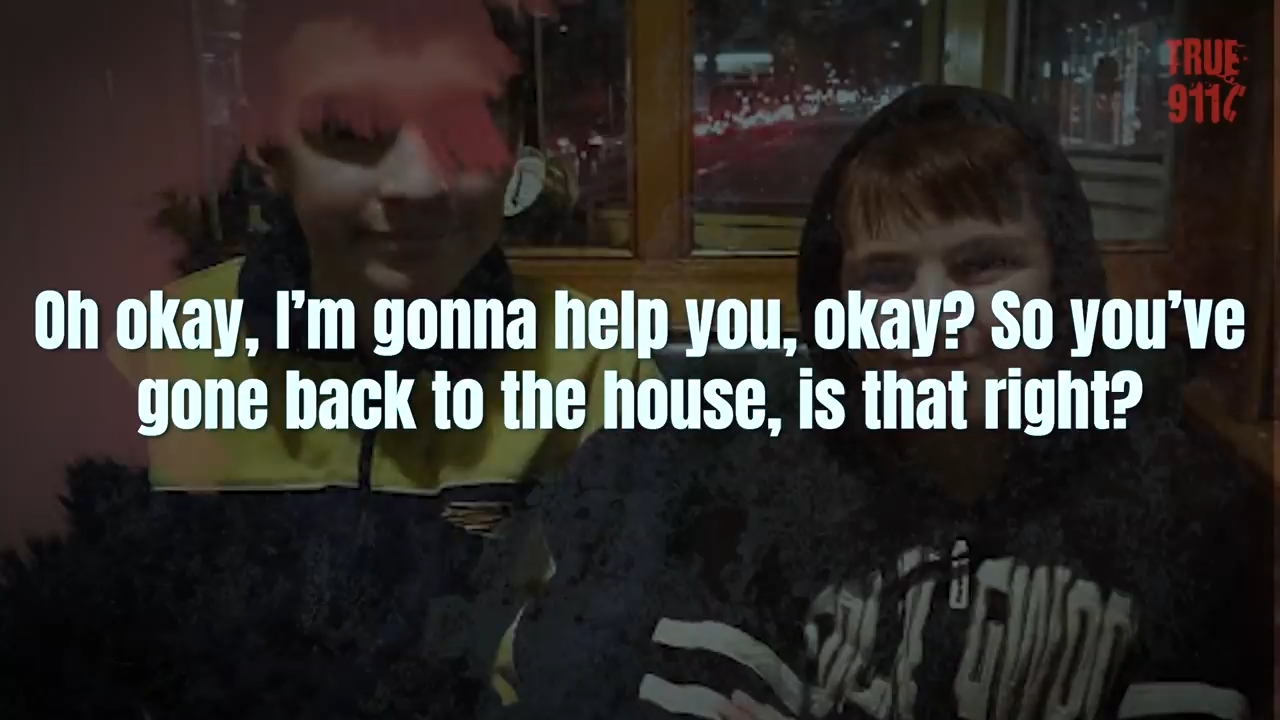 TRUE
911
Oh okay, I’m gonna help you, okay? So you’ve
gone back to the house, is that right?